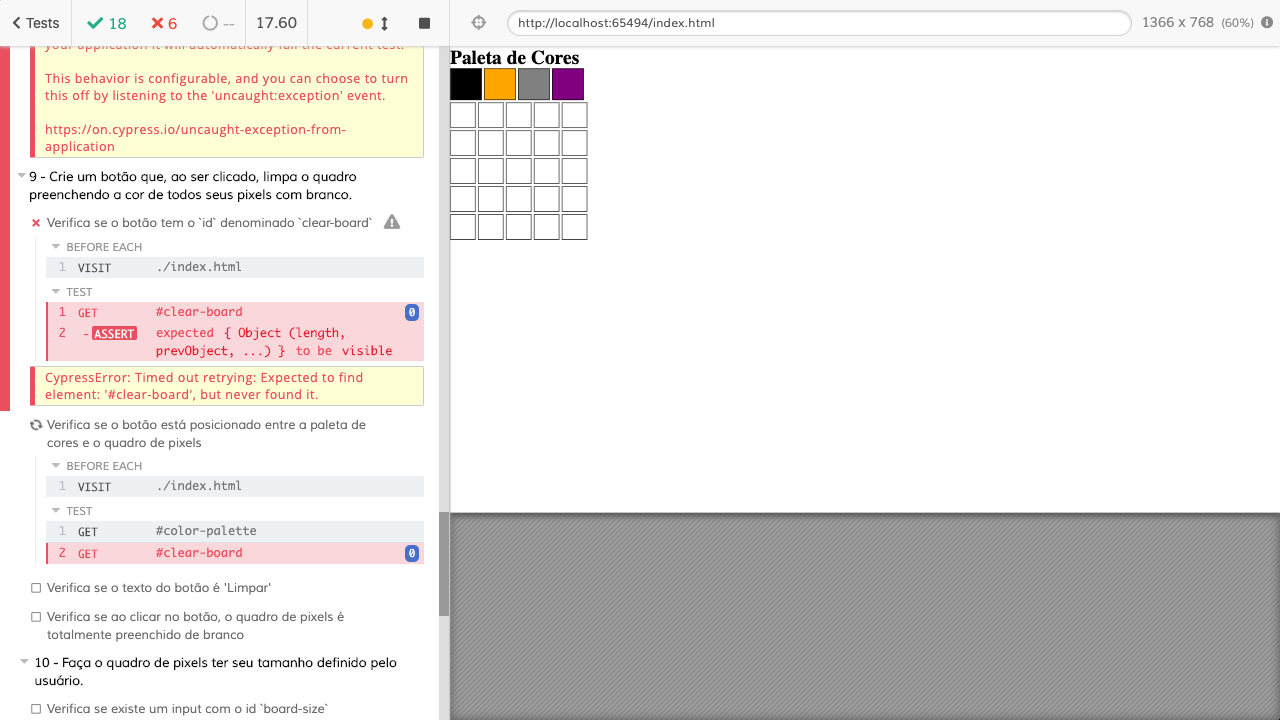 Tests
18
6
--
17.60
http://localhost:65494/index.html
1366 x 768 (60%)
your application it will automatically fail the current test.
This behavior is configurable, and you can choose to turn
this off by listening to the 'uncaught:exception' event.
https://on.cypress.io/uncaught-exception-from-
application
9 - Crie um botão que, ao ser clicado, limpa o quadro
preenchendo a cor de todos seus pixels com branco.
Verifica se o botão tem o `id` denominado `clear-board`
BEFORE EACH
1 VISIT ./index.html
TEST
1 GET #clear-board 0
2 -ASSERT expected { Object (length,
prevObject, ...) } to be visible
CypressError: Timed out retrying: Expected to find
element: '#clear-board', but never found it.
Verifica se o botão está posicionado entre a paleta de
cores e o quadro de pixels
BEFORE EACH
1 VISIT ./index.html
TEST
1 GET #color-palette
2 GET #clear-board 0
Verifica se o texto do botão é 'Limpar'
Verifica se ao clicar no botão, o quadro de pixels é
totalmente preenchido de branco
10 - Faça o quadro de pixels ter seu tamanho definido pelo
usuário.
Verifica se existe um input com o id `board-size`
Paleta de Cores